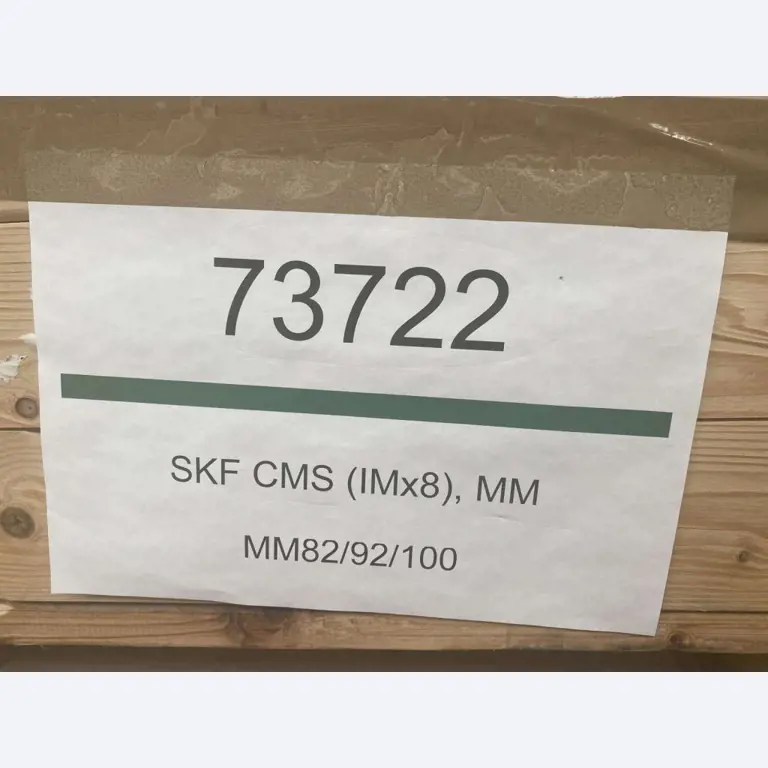 73722
SKF CMS (IMx8), MM
MM82/92/100